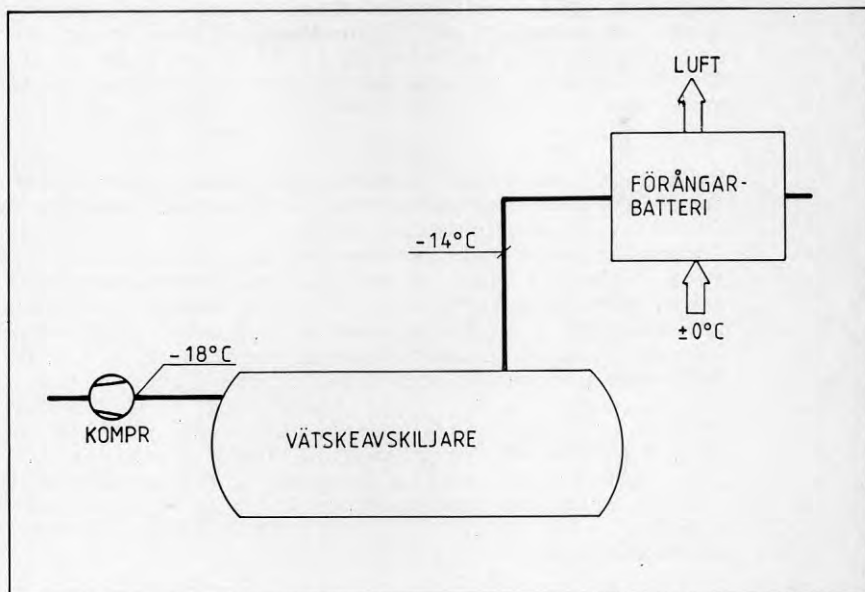 LUFT
FÖRÅNGAR-
BATTERI
-14°C
±0°C
-18°C
KOMPR
VÄTSKEAVSKILJARE